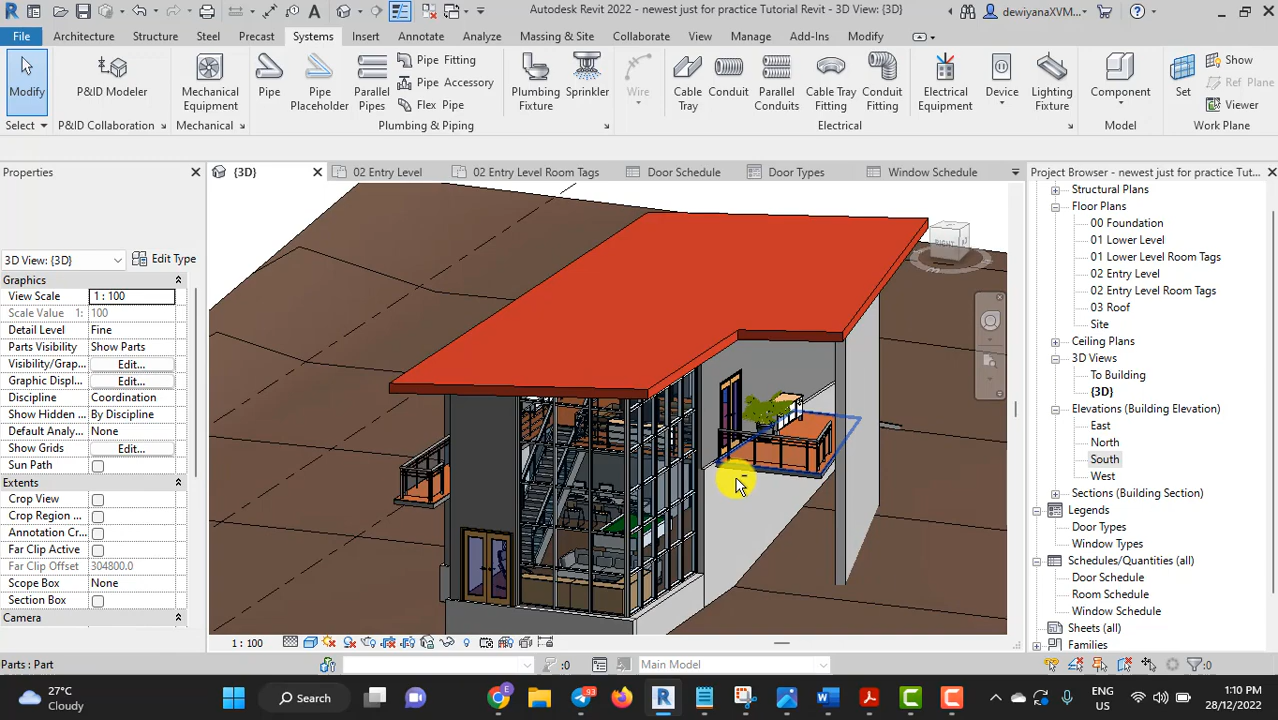 Autodesk Revit 2022 - newest just for practice Tutorial Revit - 3D View: {3D}
dewiyanaXVM...
File Architecture Structure Steel Precast Systems Insert Annotate Analyze Massing & Site Collaborate View Manage Add-Ins Modify
Modify
P&ID Modeler
Mechanical Equipment
Pipe
Pipe Placeholder
Parallel Pipes
Pipe Fitting
Pipe Accessory
Flex Pipe
Plumbing Fixture
Sprinkler
Wire
Cable Tray
Conduit
Parallel Conduits
Cable Tray Fitting
Conduit Fitting
Electrical Equipment
Device
Lighting Fixture
Component
Set
Show
Ref Plane
Viewer
Select P&ID Collaboration Mechanical Plumbing & Piping Electrical Model Work Plane
Properties
{3D} 02 Entry Level 02 Entry Level Room Tags Door Schedule Door Types Window Schedule
Project Browser - newest just for practice Tu...
3D View: {3D} Edit Type
Graphics
View Scale 1 : 100
Scale Value 1: 100
Detail Level Fine
Parts Visibility Show Parts
Visibility/Grap... Edit...
Graphic Displ... Edit...
Discipline Coordination
Show Hidden ... By Discipline
Default Analy... None
Show Grids Edit...
Sun Path
Extents
Crop View
Crop Region ...
Annotation Cr...
Far Clip Active
Far Clip Offset 304800.0
Scope Box None
Section Box
Camera
RIGHT
Structural Plans
Floor Plans
00 Foundation
01 Lower Level
01 Lower Level Room Tags
02 Entry Level
02 Entry Level Room Tags
03 Roof
Site
Ceiling Plans
3D Views
To Building
{3D}
Elevations (Building Elevation)
East
North
South
West
Sections (Building Section)
Legends
Door Types
Window Types
Schedules/Quantities (all)
Door Schedule
Room Schedule
Window Schedule
Sheets (all)
Families
1 : 100
Parts : Part
:0
Main Model
:0
27°C
Cloudy
Search
93
ENG
US
1:10 PM
28/12/2022